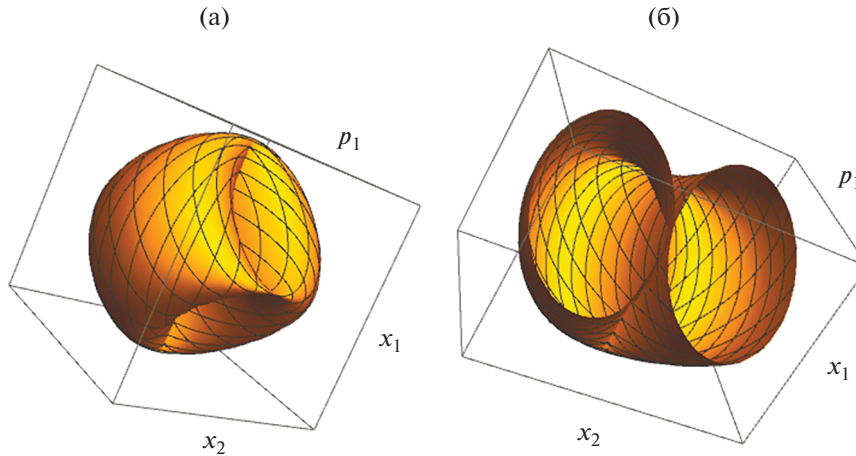 (а) (б)
p₁ p₁
x₁ x₁
x₂ x₂